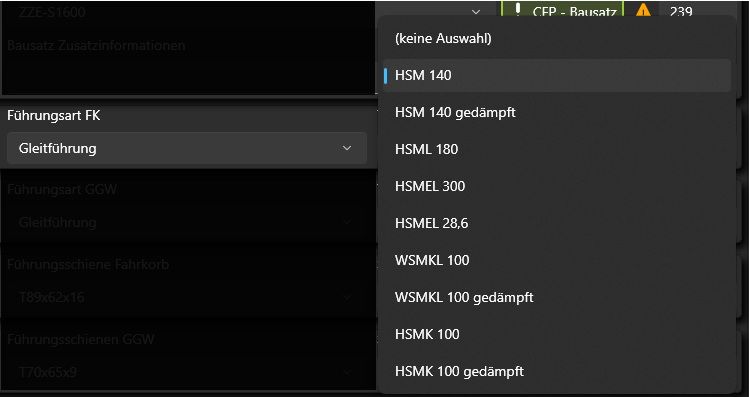 ZZE-S1600
CFP - Bausatz
239
Bausatz Zusatzinformationen
Führungsart FK
Gleitführung
Führungsart GGW
Gleitführung
Führungsschiene Fahrkorb
T89x62x16
Führungsschienen GGW
T70x65x9
(keine Auswahl)
HSM 140
HSM 140 gedämpft
HSML 180
HSMEL 300
HSMEL 28,6
WSMKL 100
WSMKL 100 gedämpft
HSMK 100
HSMK 100 gedämpft